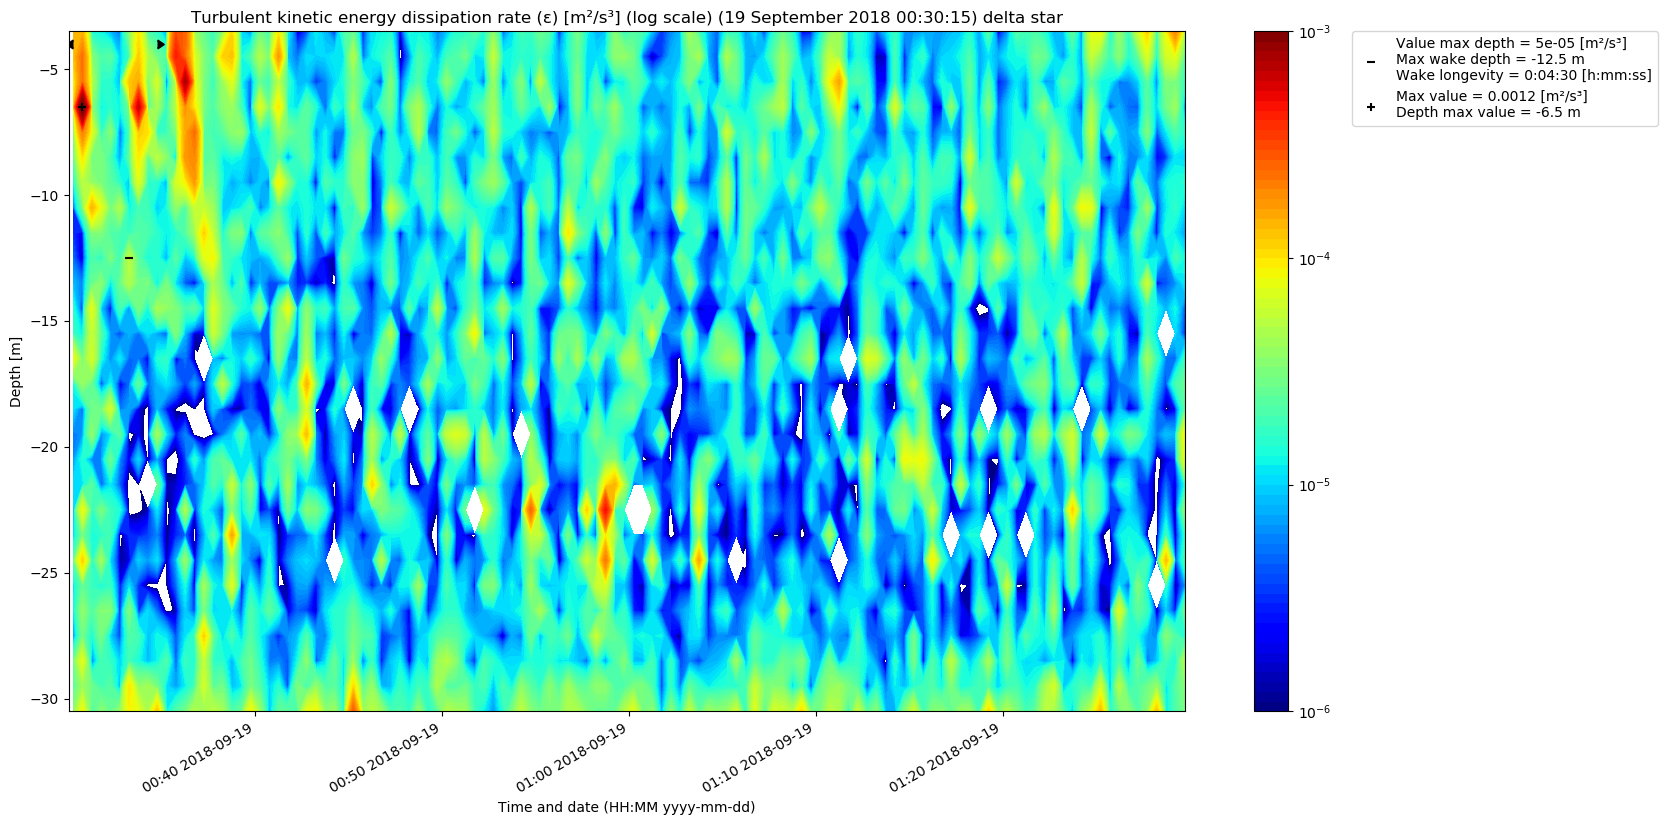 Turbulent kinetic energy dissipation rate (ε) [m²/s³] (log scale) (19 September 2018 00:30:15) delta star
Value max depth = 5e-05 [m²/s³]
Max wake depth = -12.5 m
Wake longevity = 0:04:30 [h:mm:ss]
Max value = 0.0012 [m²/s³]
Depth max value = -6.5 m
Depth [m]
−5
−10
−15
−20
−25
−30
10⁻³
10⁻⁴
10⁻⁵
10⁻⁶
00:40 2018-09-19
00:50 2018-09-19
01:00 2018-09-19
01:10 2018-09-19
01:20 2018-09-19
Time and date (HH:MM yyyy-mm-dd)